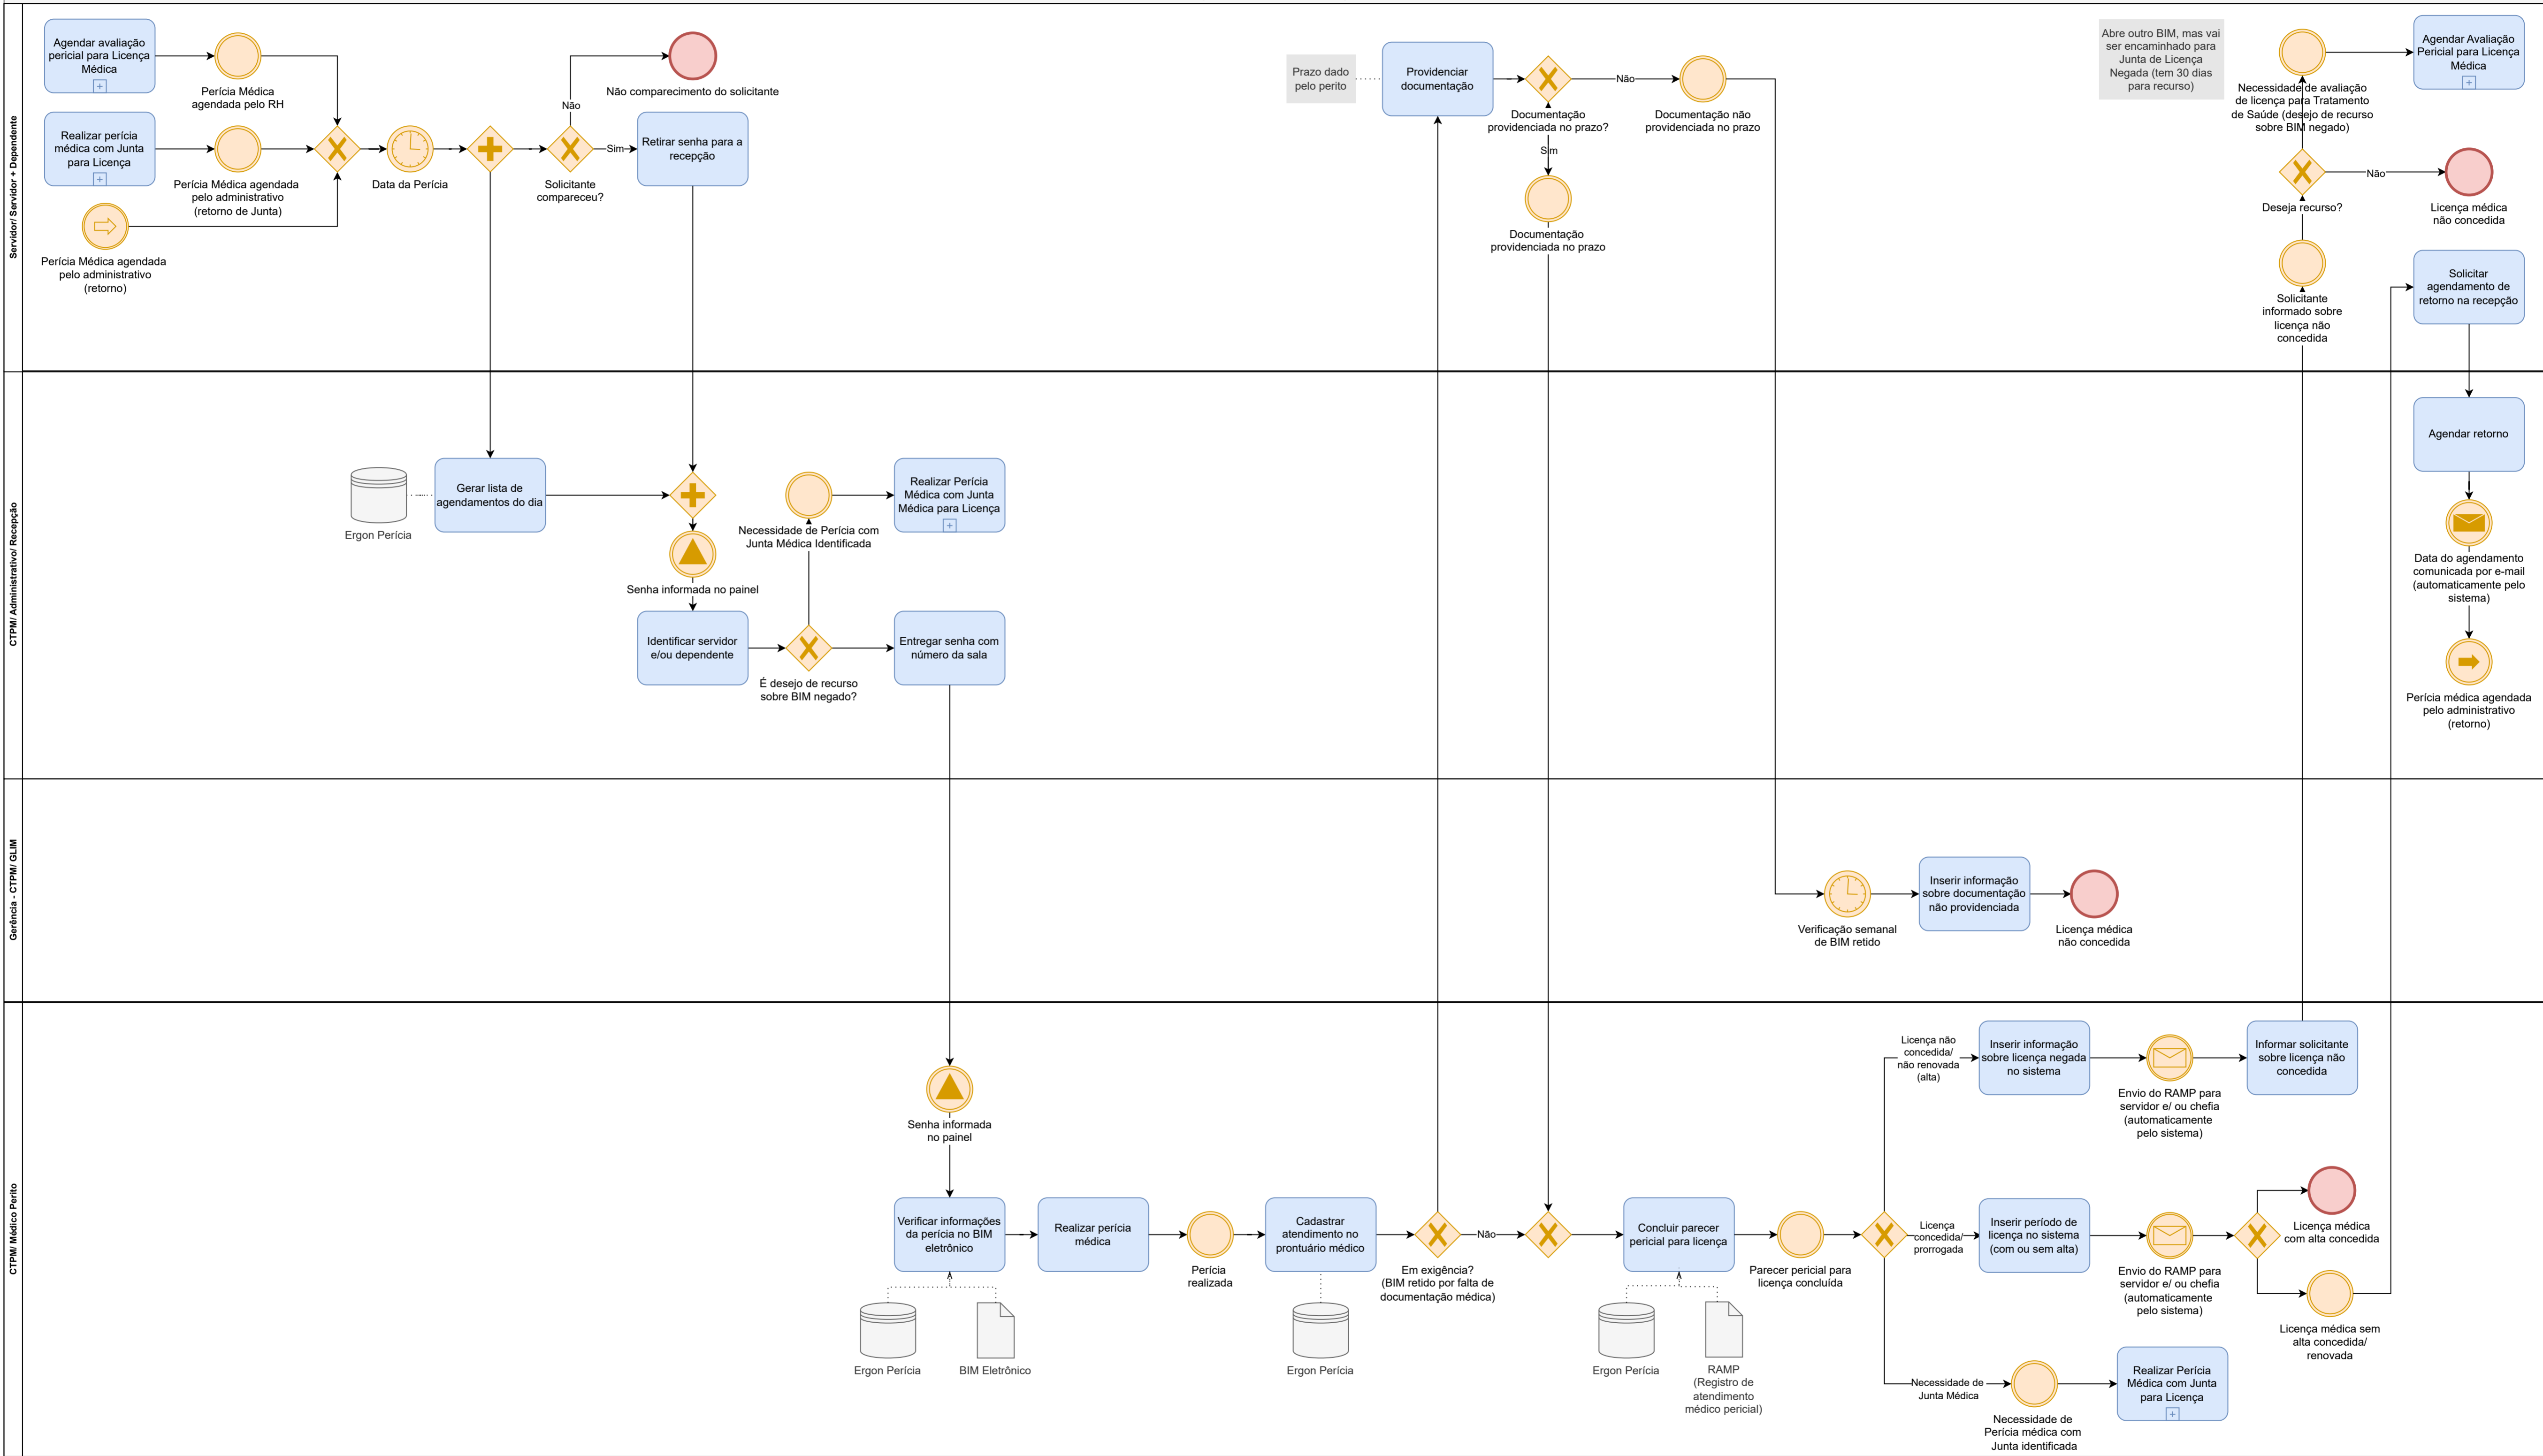 Servidor/ Servidor + Dependente
Agendar avaliação
pericial para Licença
Médica
Perícia Médica
agendada pelo RH
Realizar perícia
médica com Junta
para Licença
Perícia Médica agendada
pelo administrativo
(retorno de Junta)
Perícia Médica agendada
pelo administrativo
(retorno)
Data da Perícia
Não
Não comparecimento do solicitante
Solicitante
compareceu?
Sim
Retirar senha para a
recepção
Prazo dado
pelo perito
Providenciar
documentação
Documentação
providenciada no prazo?
Não
Documentação não
providenciada no prazo
Sim
Documentação
providenciada no prazo
Abre outro BIM, mas vai
ser encaminhado para
Junta de Licença
Negada (tem 30 dias
para recurso)
Necessidade de avaliação
de licença para Tratamento
de Saúde (desejo de recurso
sobre BIM negado)
Agendar Avaliação
Pericial para Licença
Médica
Deseja recurso?
Não
Licença médica
não concedida
Solicitante
informado sobre
licença não
concedida
Solicitar
agendamento de
retorno na recepção
CTPM/ Administrativo/ Recepção
Ergon Perícia
Gerar lista de
agendamentos do dia
Senha informada no painel
Identificar servidor
e/ou dependente
Necessidade de Perícia com
Junta Médica Identificada
Realizar Perícia
Médica com Junta
Médica para Licença
É desejo de recurso
sobre BIM negado?
Entregar senha com
número da sala
Agendar retorno
Data do agendamento
comunicada por e-mail
(automaticamente pelo
sistema)
Perícia médica agendada
pelo administrativo
(retorno)
Gerência - CTPM/ GLIM
Verificação semanal
de BIM retido
Inserir informação
sobre documentação
não providenciada
Licença médica
não concedida
CTPM/ Médico Perito
Senha informada
no painel
Verificar informações
da perícia no BIM
eletrônico
Ergon Perícia
BIM Eletrônico
Realizar perícia
médica
Perícia
realizada
Cadastrar
atendimento no
prontuário médico
Ergon Perícia
Em exigência?
(BIM retido por falta de
documentação médica)
Não
Concluir parecer
pericial para licença
Ergon Perícia
RAMP
(Registro de
atendimento
médico pericial)
Parecer pericial para
licença concluída
Licença não
concedida/
não renovada
(alta)
Inserir informação
sobre licença negada
no sistema
Envio do RAMP para
servidor e/ ou chefia
(automaticamente
pelo sistema)
Informar solicitante
sobre licença não
concedida
Licença
concedida/
prorrogada
Inserir período de
licença no sistema
(com ou sem alta)
Envio do RAMP para
servidor e/ ou chefia
(automaticamente
pelo sistema)
Licença médica
com alta concedida
Licença médica sem
alta concedida/
renovada
Necessidade de
Junta Médica
Necessidade de
Perícia médica com
Junta identificada
Realizar Perícia
Médica com Junta
para Licença